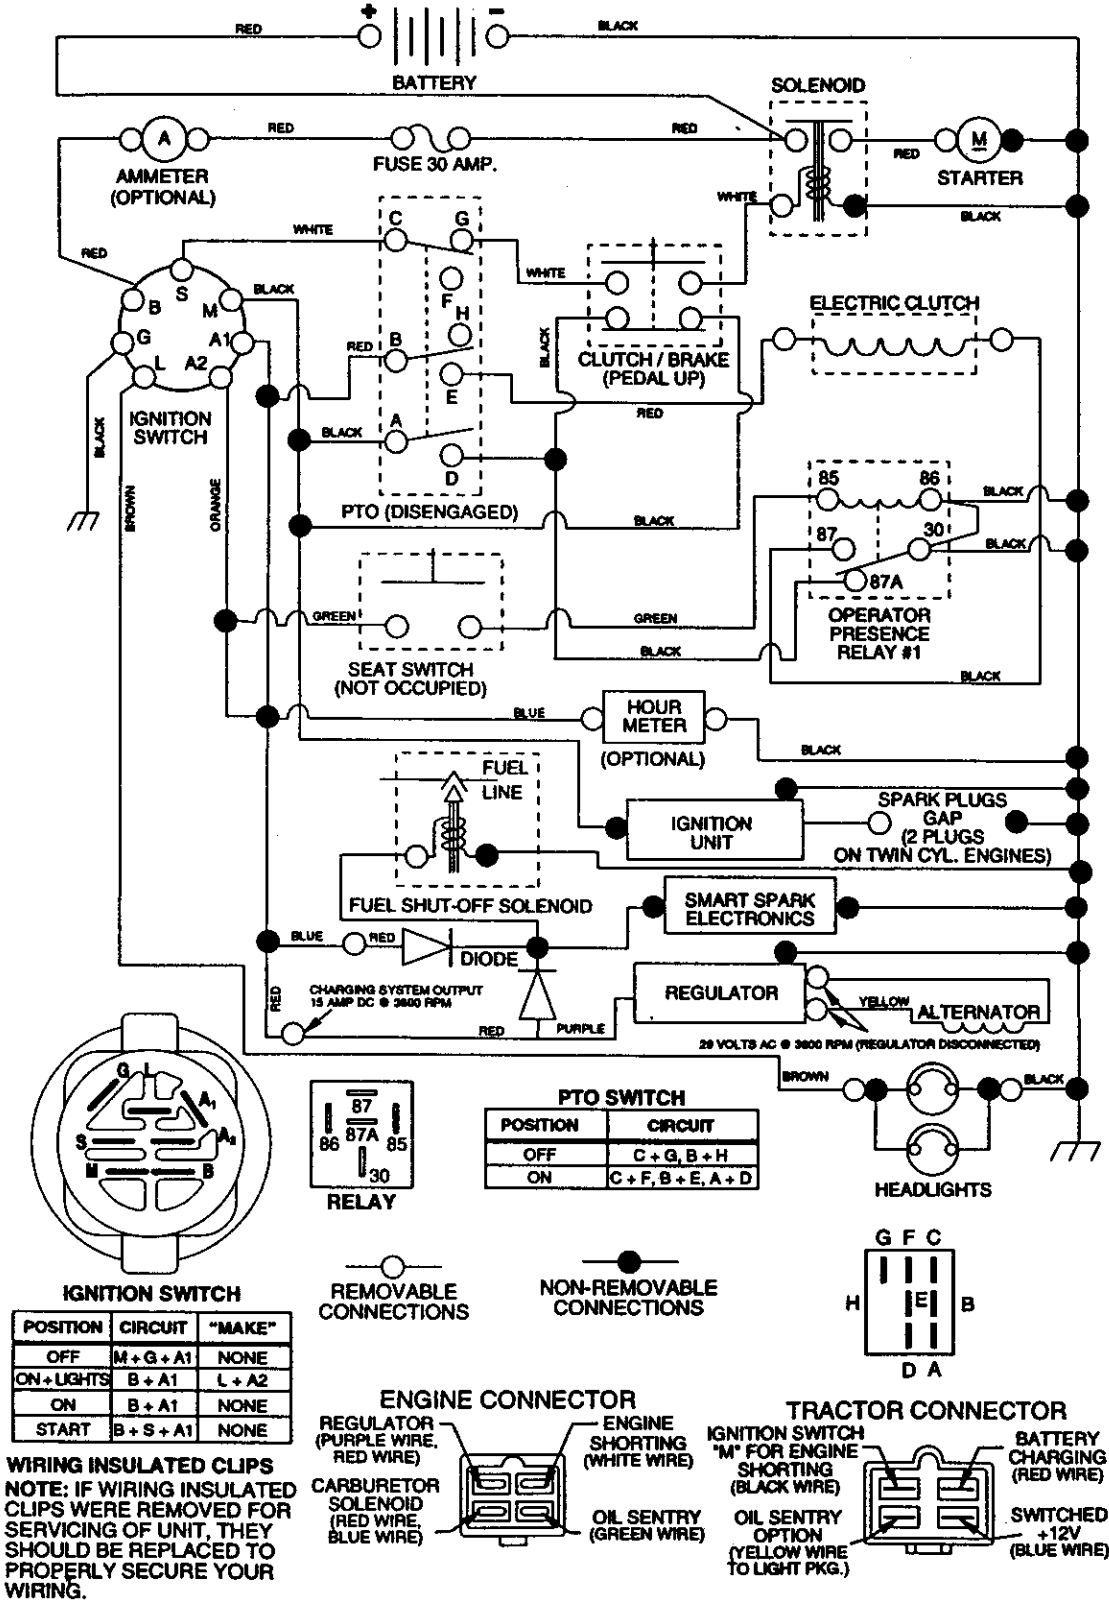 +
−
RED
BLACK
BATTERY
SOLENOID
A
RED
RED
RED
M
AMMETER
(OPTIONAL)
FUSE 30 AMP.
STARTER
WHITE
BLACK
RED
WHITE
C
G
WHITE
F
S
B
M
BLACK
ELECTRIC CLUTCH
G
A1
H
B
RED
BLACK
CLUTCH / BRAKE
(PEDAL UP)
L
A2
E
RED
IGNITION
SWITCH
A
BLACK
D
BLACK
BROWN
ORANGE
PTO (DISENGAGED)
BLACK
85
86
BLACK
87
30
BLACK
87A
GREEN
GREEN
OPERATOR
PRESENCE
RELAY #1
BLACK
BLACK
SEAT SWITCH
(NOT OCCUPIED)
BLUE
HOUR
METER
(OPTIONAL)
BLACK
FUEL
LINE
IGNITION
UNIT
SPARK PLUGS
GAP
(2 PLUGS
ON TWIN CYL. ENGINES)
FUEL SHUT-OFF SOLENOID
SMART SPARK
ELECTRONICS
BLUE
RED
DIODE
RED
CHARGING SYSTEM OUTPUT
15 AMP DC @ 3600 RPM
RED
PURPLE
REGULATOR
YELLOW
ALTERNATOR
29 VOLTS AC @ 3600 RPM (REGULATOR DISCONNECTED)
BROWN
BLACK
HEADLIGHTS
G
L
A1
A2
S
M
B
IGNITION SWITCH
87
86
87A
85
30
RELAY
PTO SWITCH
POSITION CIRCUIT
OFF C + G, B + H
ON C + F, B + E, A + D
REMOVABLE
CONNECTIONS
NON-REMOVABLE
CONNECTIONS
G F C
H E B
D A
POSITION CIRCUIT "MAKE"
OFF M + G + A1 NONE
ON + LIGHTS B + A1 L + A2
ON B + A1 NONE
START B + S + A1 NONE
WIRING INSULATED CLIPS
NOTE: IF WIRING INSULATED
CLIPS WERE REMOVED FOR
SERVICING OF UNIT, THEY
SHOULD BE REPLACED TO
PROPERLY SECURE YOUR
WIRING.
ENGINE CONNECTOR
REGULATOR
(PURPLE WIRE,
RED WIRE)
ENGINE
SHORTING
(WHITE WIRE)
CARBURETOR
SOLENOID
(RED WIRE,
BLUE WIRE)
OIL SENTRY
(GREEN WIRE)
TRACTOR CONNECTOR
IGNITION SWITCH
"M" FOR ENGINE
SHORTING
(BLACK WIRE)
BATTERY
CHARGING
(RED WIRE)
OIL SENTRY
OPTION
(YELLOW WIRE
TO LIGHT PKG.)
SWITCHED
+12V
(BLUE WIRE)